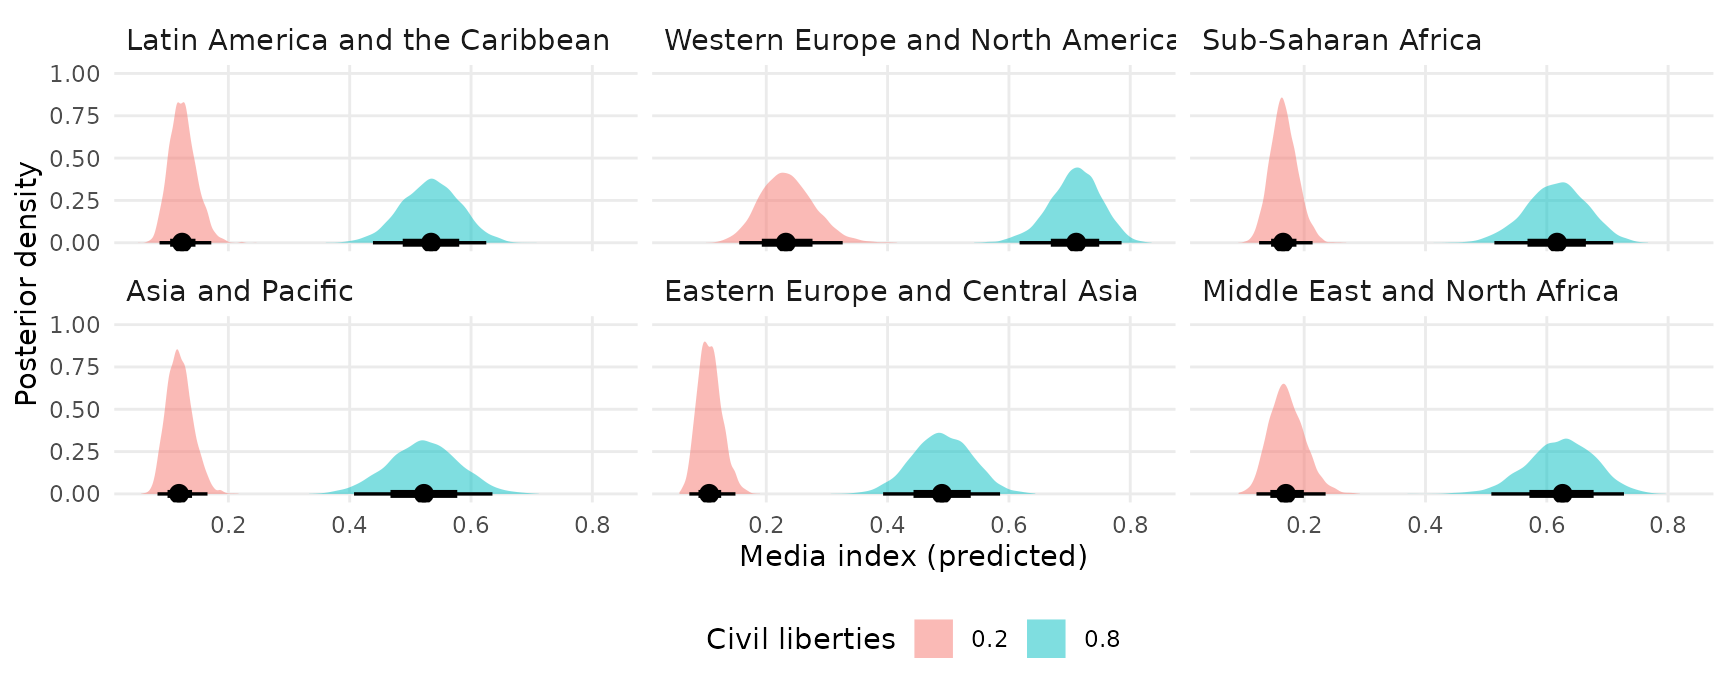 Latin America and the Caribbean
Western Europe and North America
Sub-Saharan Africa
1.00
0.75
0.50
0.25
0.00
Asia and Pacific
Eastern Europe and Central Asia
Middle East and North Africa
1.00
0.75
0.50
0.25
0.00
Posterior density
0.2 0.4 0.6 0.8
0.2 0.4 0.6 0.8
0.2 0.4 0.6 0.8
Media index (predicted)
Civil liberties 0.2 0.8